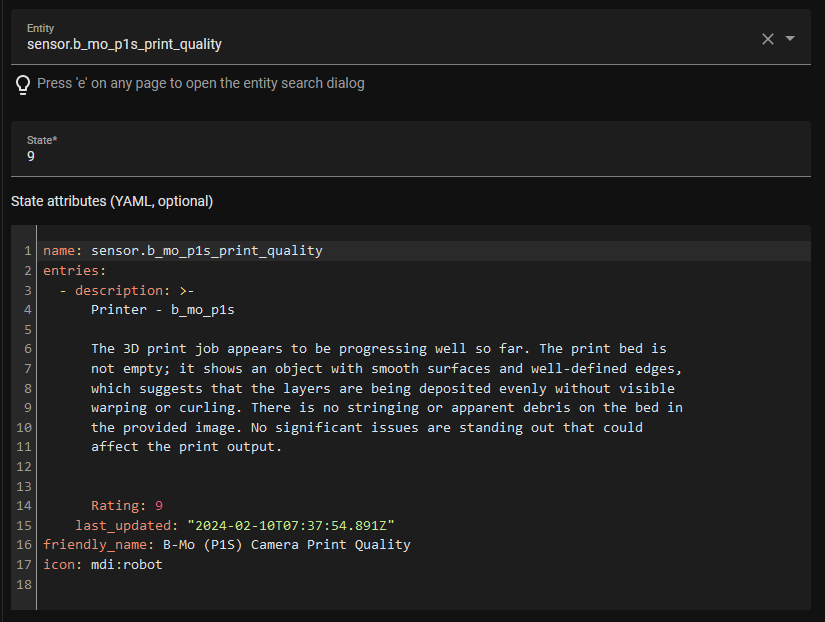 Entity
sensor.b_mo_p1s_print_quality
Press 'e' on any page to open the entity search dialog
State*
9
State attributes (YAML, optional)
1 name: sensor.b_mo_p1s_print_quality
2 entries:
3 - description: >-
4 Printer - b_mo_p1s
5
6 The 3D print job appears to be progressing well so far. The print bed is
7 not empty; it shows an object with smooth surfaces and well-defined edges,
8 which suggests that the layers are being deposited evenly without visible
9 warping or curling. There is no stringing or apparent debris on the bed in
10 the provided image. No significant issues are standing out that could
11 affect the print output.
12
13
14 Rating: 9
15 last_updated: "2024-02-10T07:37:54.891Z"
16 friendly_name: B-Mo (P1S) Camera Print Quality
17 icon: mdi:robot
18